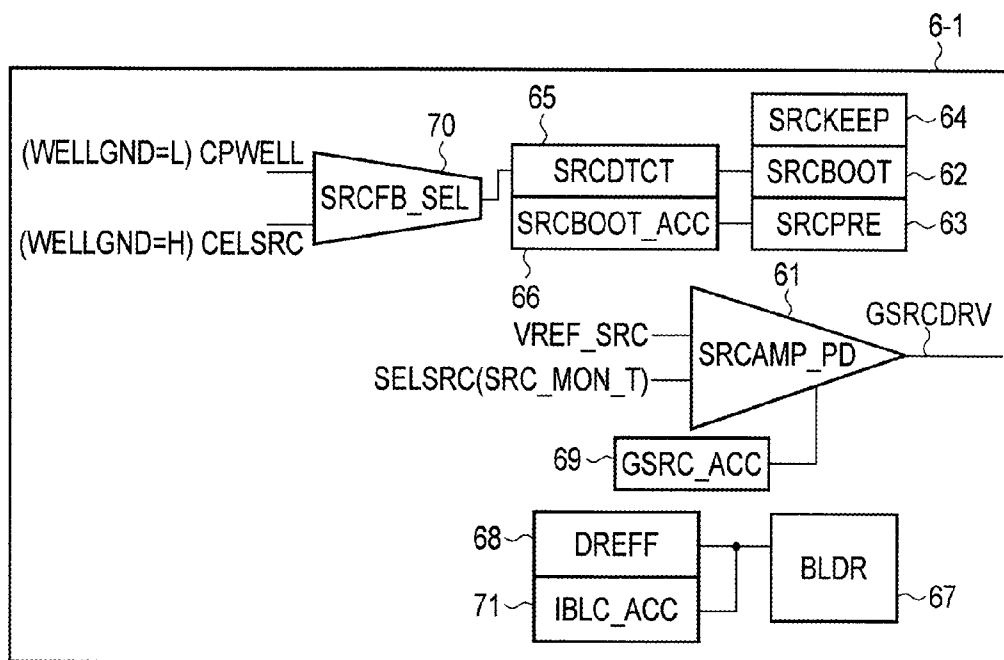 6-1
65
SRCKEEP
64
70
(WELLGND=L) CPWELL
SRCDTCT
SRCBOOT
62
SRCFB_SEL
SRCBOOT_ACC
SRCPRE
63
(WELLGND=H) CELSRC
66
61
GSRCDRV
VREF_SRC
SRCAMP_PD
SELSRC(SRC_MON_T)
69
GSRC_ACC
68
DREFF
BLDR
71
IBLC_ACC
67